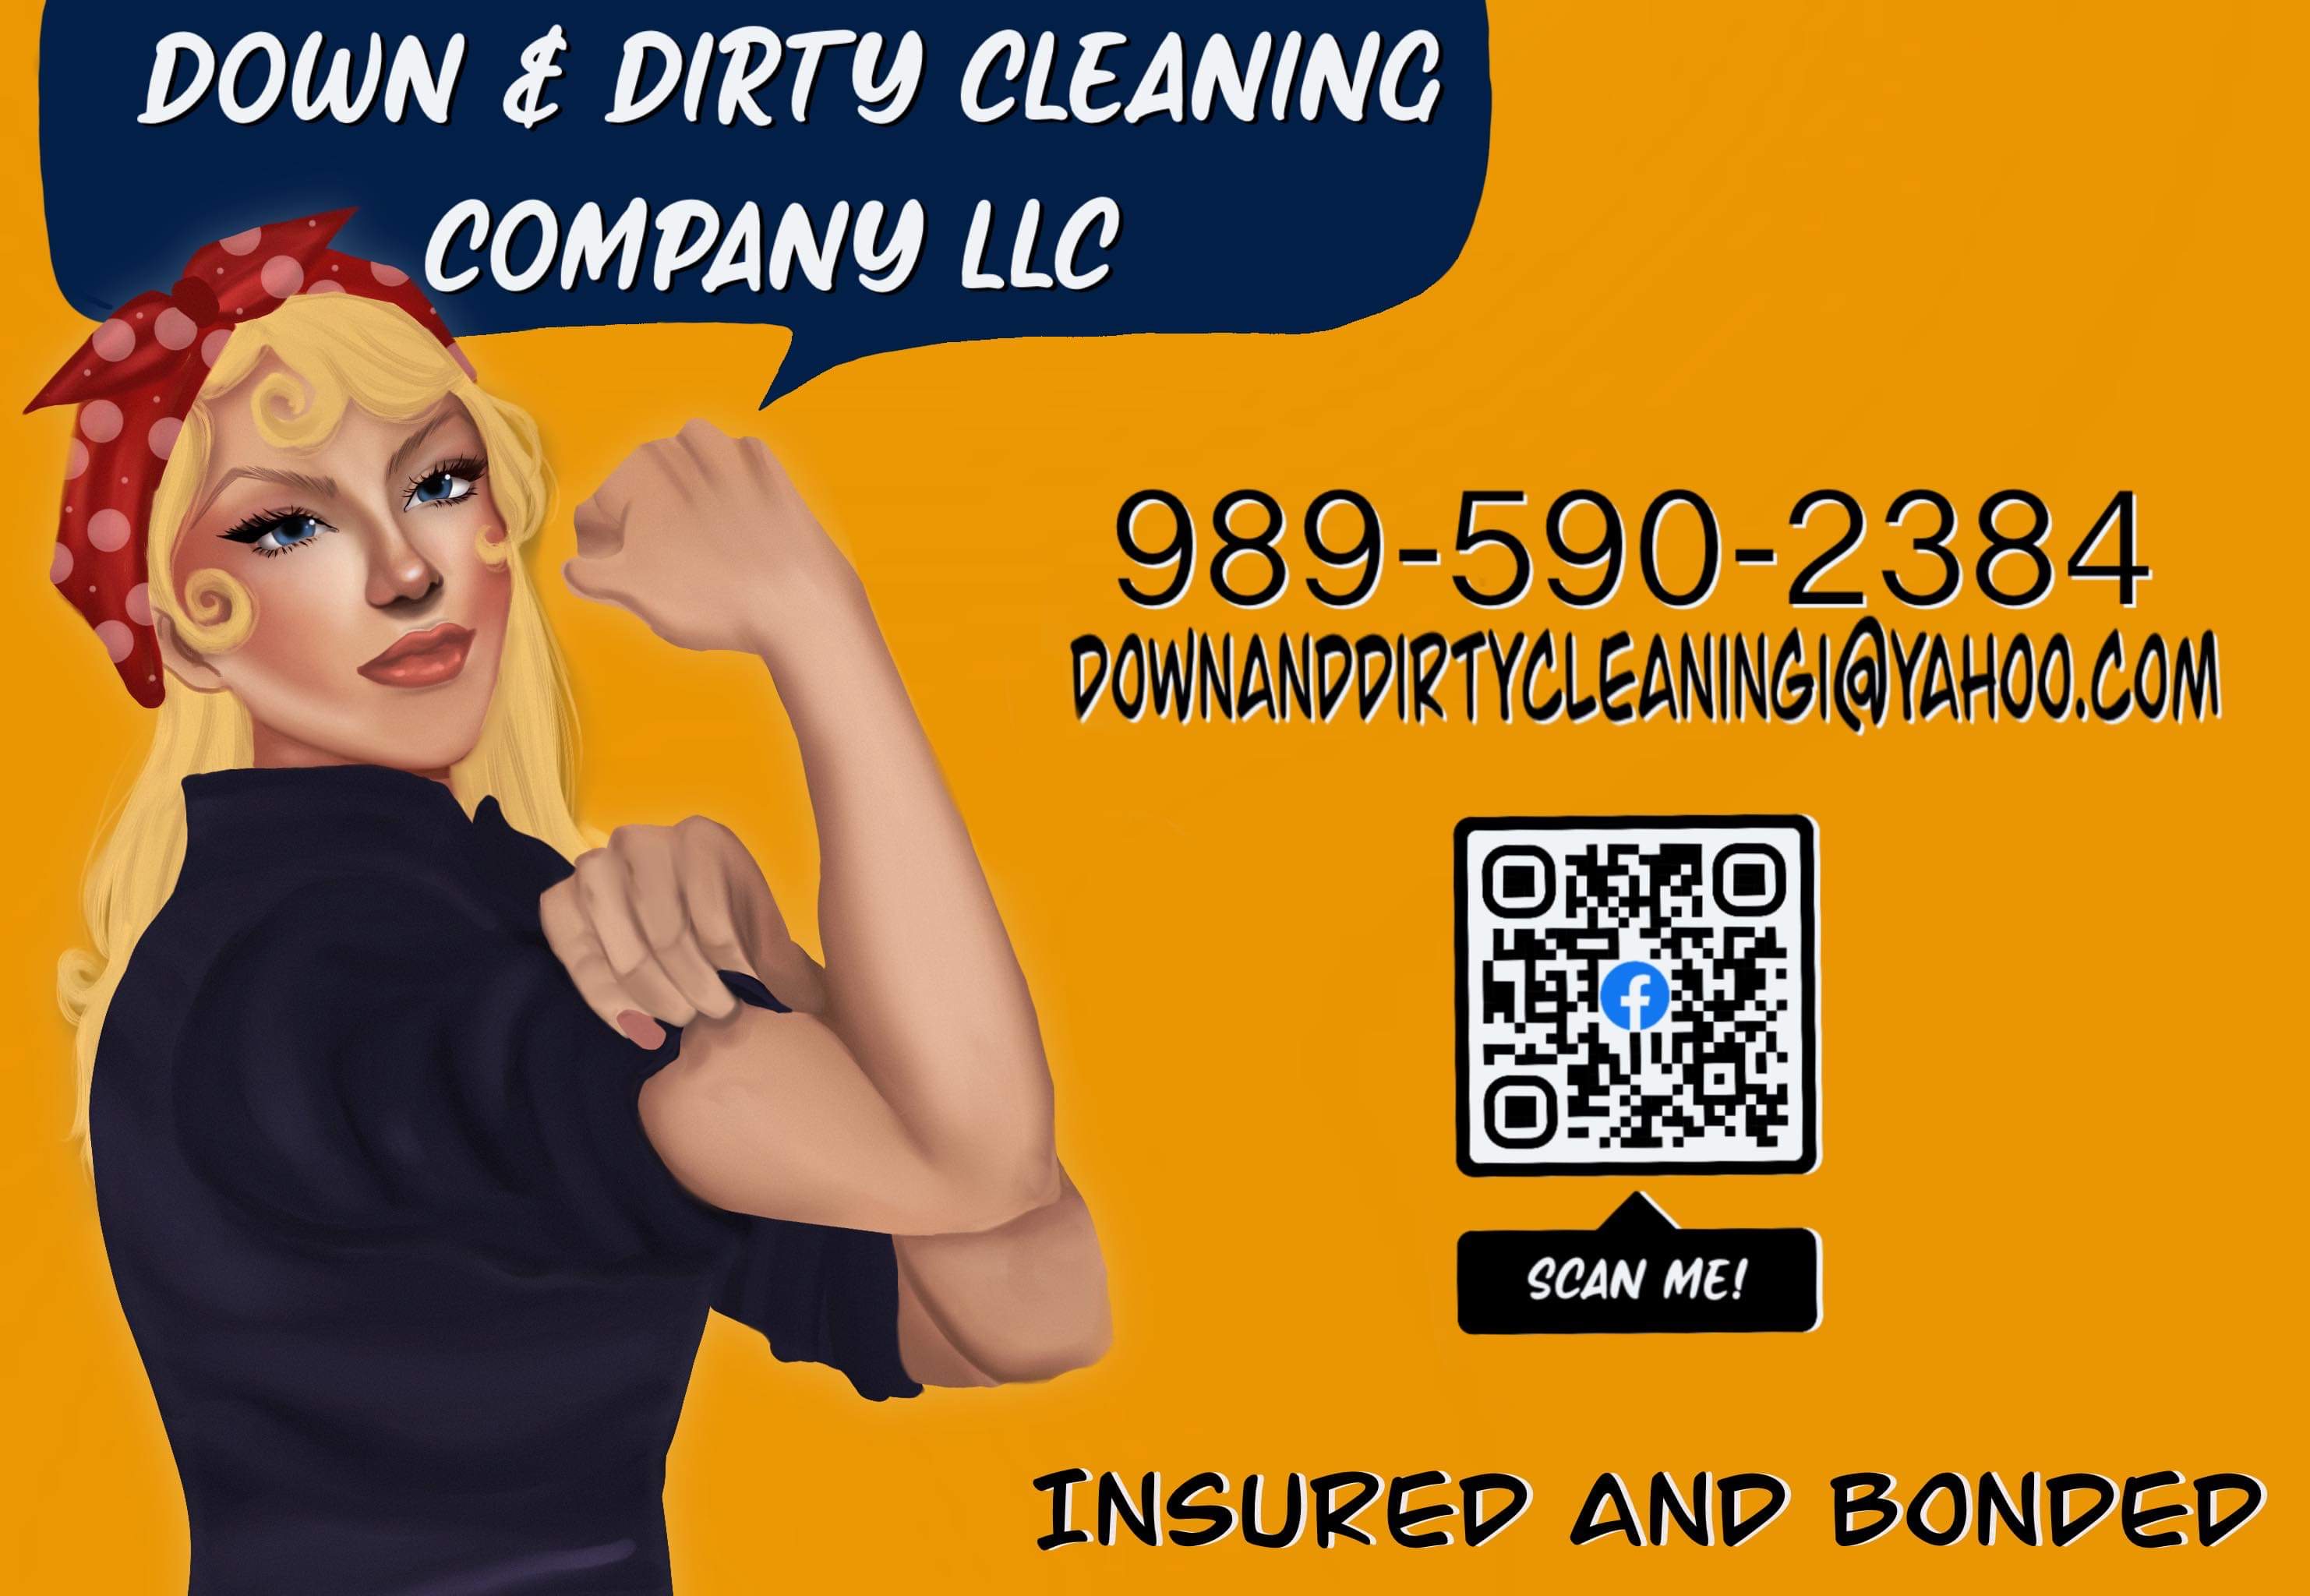 DOWN & DIRTY CLEANING
COMPANY LLC
989-590-2384
DOWNANDDIRTYCLEANING1@YAHOO.COM
SCAN ME!
INSURED AND BONDED